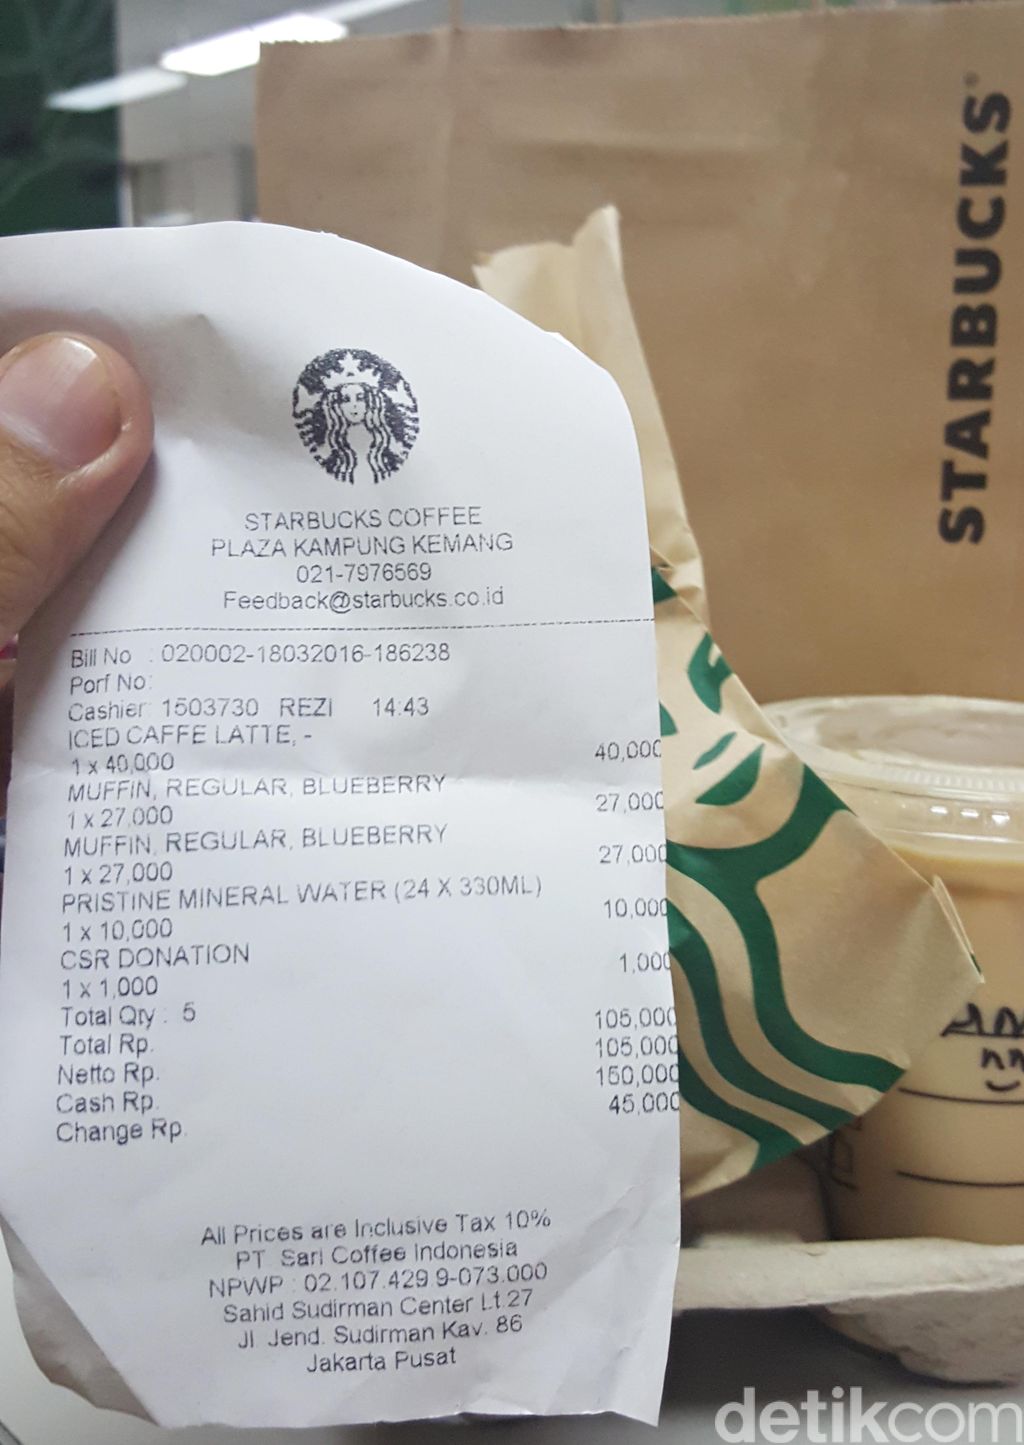 STARBUCKS®
STARBUCKS COFFEE
PLAZA KAMPUNG KEMANG
021-7976569
Feedback@starbucks.co.id
Bill No : 020002-18032016-186238
Porf No:
Cashier: 1503730 REZI 14:43
ICED CAFFE LATTE, -
1 x 40,000 40,000
MUFFIN, REGULAR, BLUEBERRY
1 x 27,000 27,000
MUFFIN, REGULAR, BLUEBERRY
1 x 27,000 27,000
PRISTINE MINERAL WATER (24 X 330ML)
1 x 10,000 10,000
CSR DONATION
1 x 1,000 1,000
Total Qty : 5
Total Rp. 105,000
Netto Rp. 105,000
Cash Rp. 150,000
Change Rp. 45,000
All Prices are Inclusive Tax 10%
PT Sari Coffee Indonesia
NPWP : 02.107.429.9-073.000
Sahid Sudirman Center Lt.27
Jl. Jend. Sudirman Kav. 86
Jakarta Pusat
detikcom